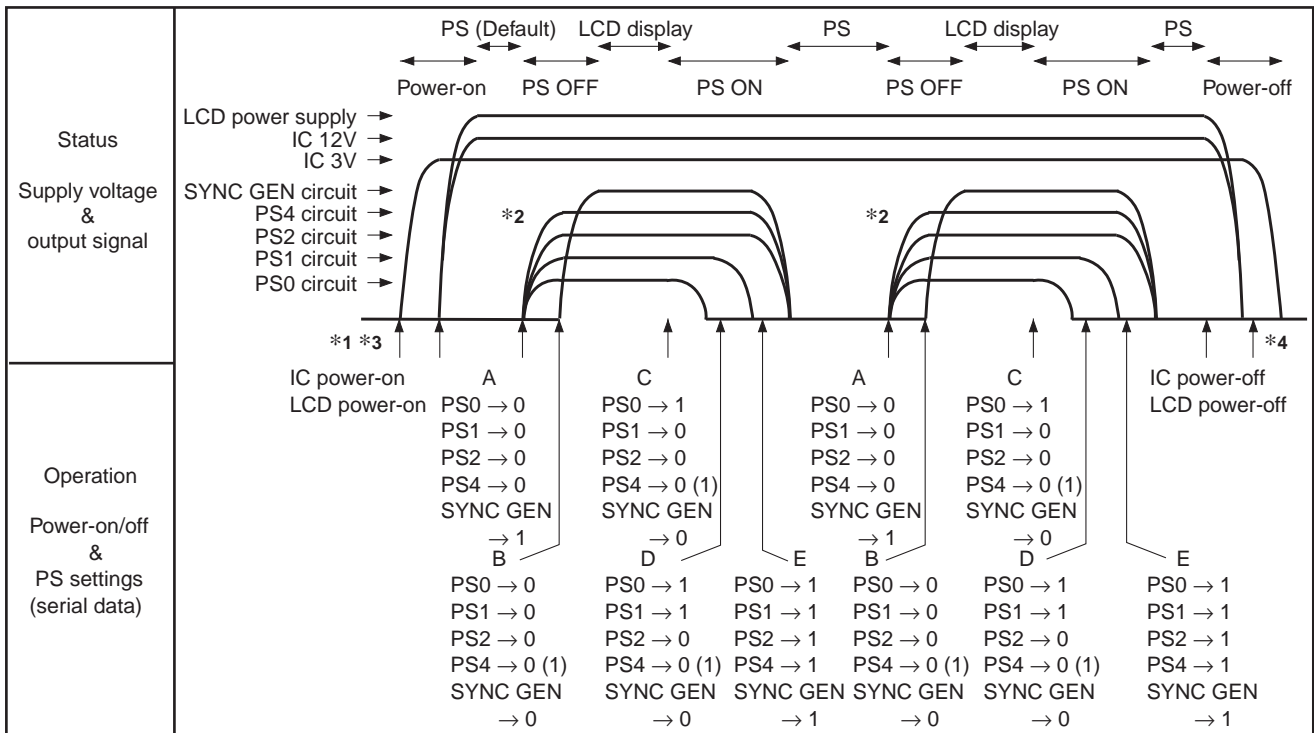 PS (Default) LCD display PS LCD display PS
Power-on PS OFF PS ON PS OFF PS ON Power-off
Status
Supply voltage
&
output signal
LCD power supply →
IC 12V →
IC 3V →
SYNC GEN circuit →
PS4 circuit →
PS2 circuit →
PS1 circuit →
PS0 circuit →
*2 *2
*1 *3 *4
IC power-on
LCD power-on
IC power-off
LCD power-off
Operation
Power-on/off
&
PS settings
(serial data)
A
PS0 → 0
PS1 → 0
PS2 → 0
PS4 → 0
SYNC GEN
→ 1
C
PS0 → 1
PS1 → 0
PS2 → 0
PS4 → 0 (1)
SYNC GEN
→ 0
A
PS0 → 0
PS1 → 0
PS2 → 0
PS4 → 0
SYNC GEN
→ 1
C
PS0 → 1
PS1 → 0
PS2 → 0
PS4 → 0 (1)
SYNC GEN
→ 0
B
PS0 → 0
PS1 → 0
PS2 → 0
PS4 → 0 (1)
SYNC GEN
→ 0
D
PS0 → 1
PS1 → 1
PS2 → 0
PS4 → 0 (1)
SYNC GEN
→ 0
E
PS0 → 1
PS1 → 1
PS2 → 1
PS4 → 1
SYNC GEN
→ 1
B
PS0 → 0
PS1 → 0
PS2 → 0
PS4 → 0 (1)
SYNC GEN
→ 0
D
PS0 → 1
PS1 → 1
PS2 → 0
PS4 → 0 (1)
SYNC GEN
→ 0
E
PS0 → 1
PS1 → 1
PS2 → 1
PS4 → 1
SYNC GEN
→ 1